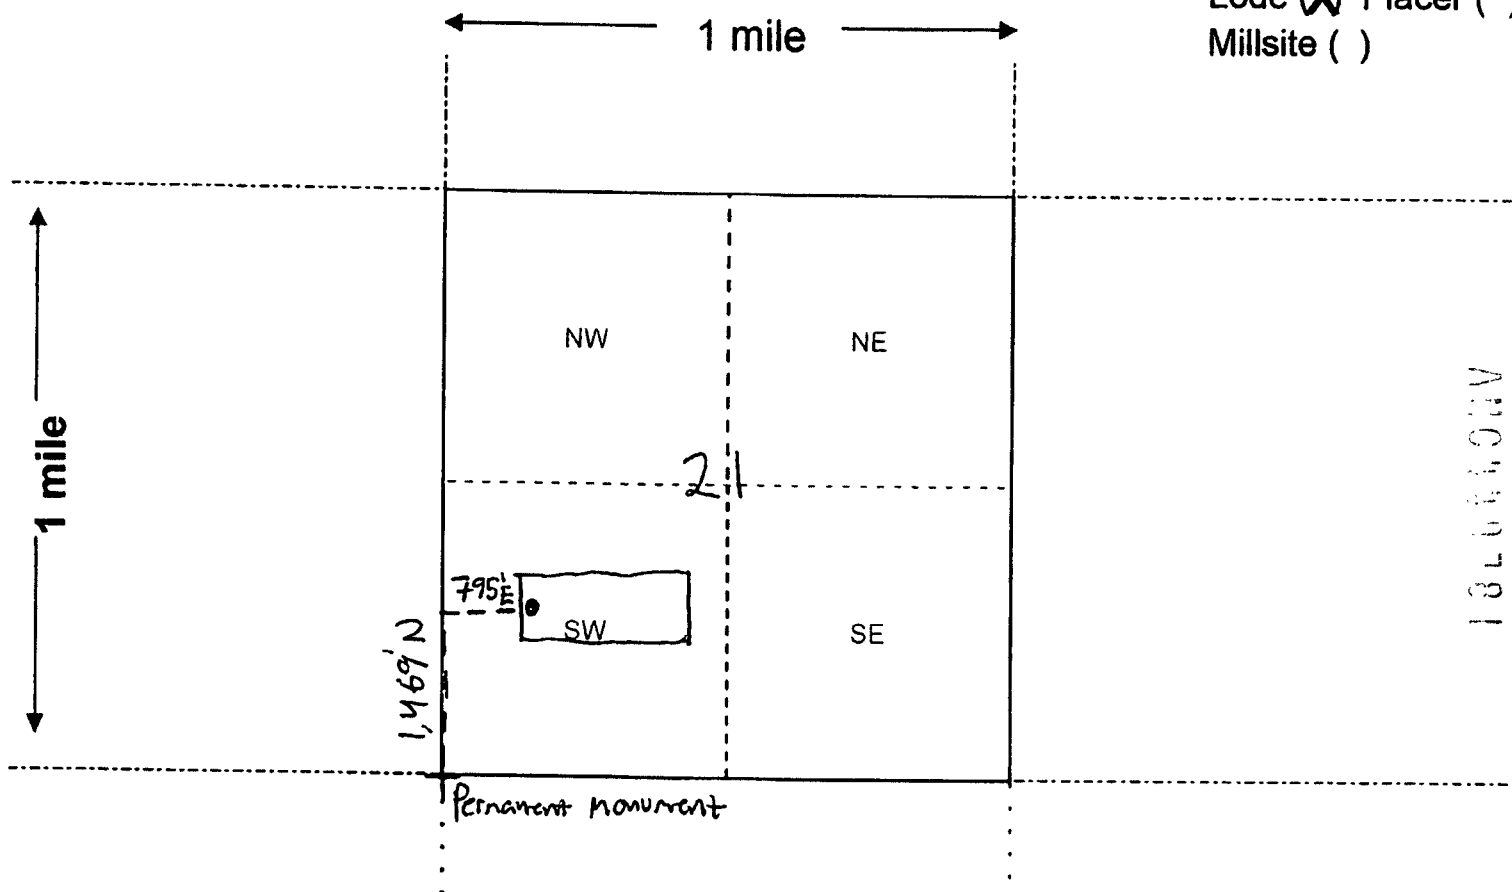 Lode (X) Placer ( )
Millsite ( )
1 mile
1 mile
NW
NE
21
795' E
SW
SE
1,469' N
Permanent Monument